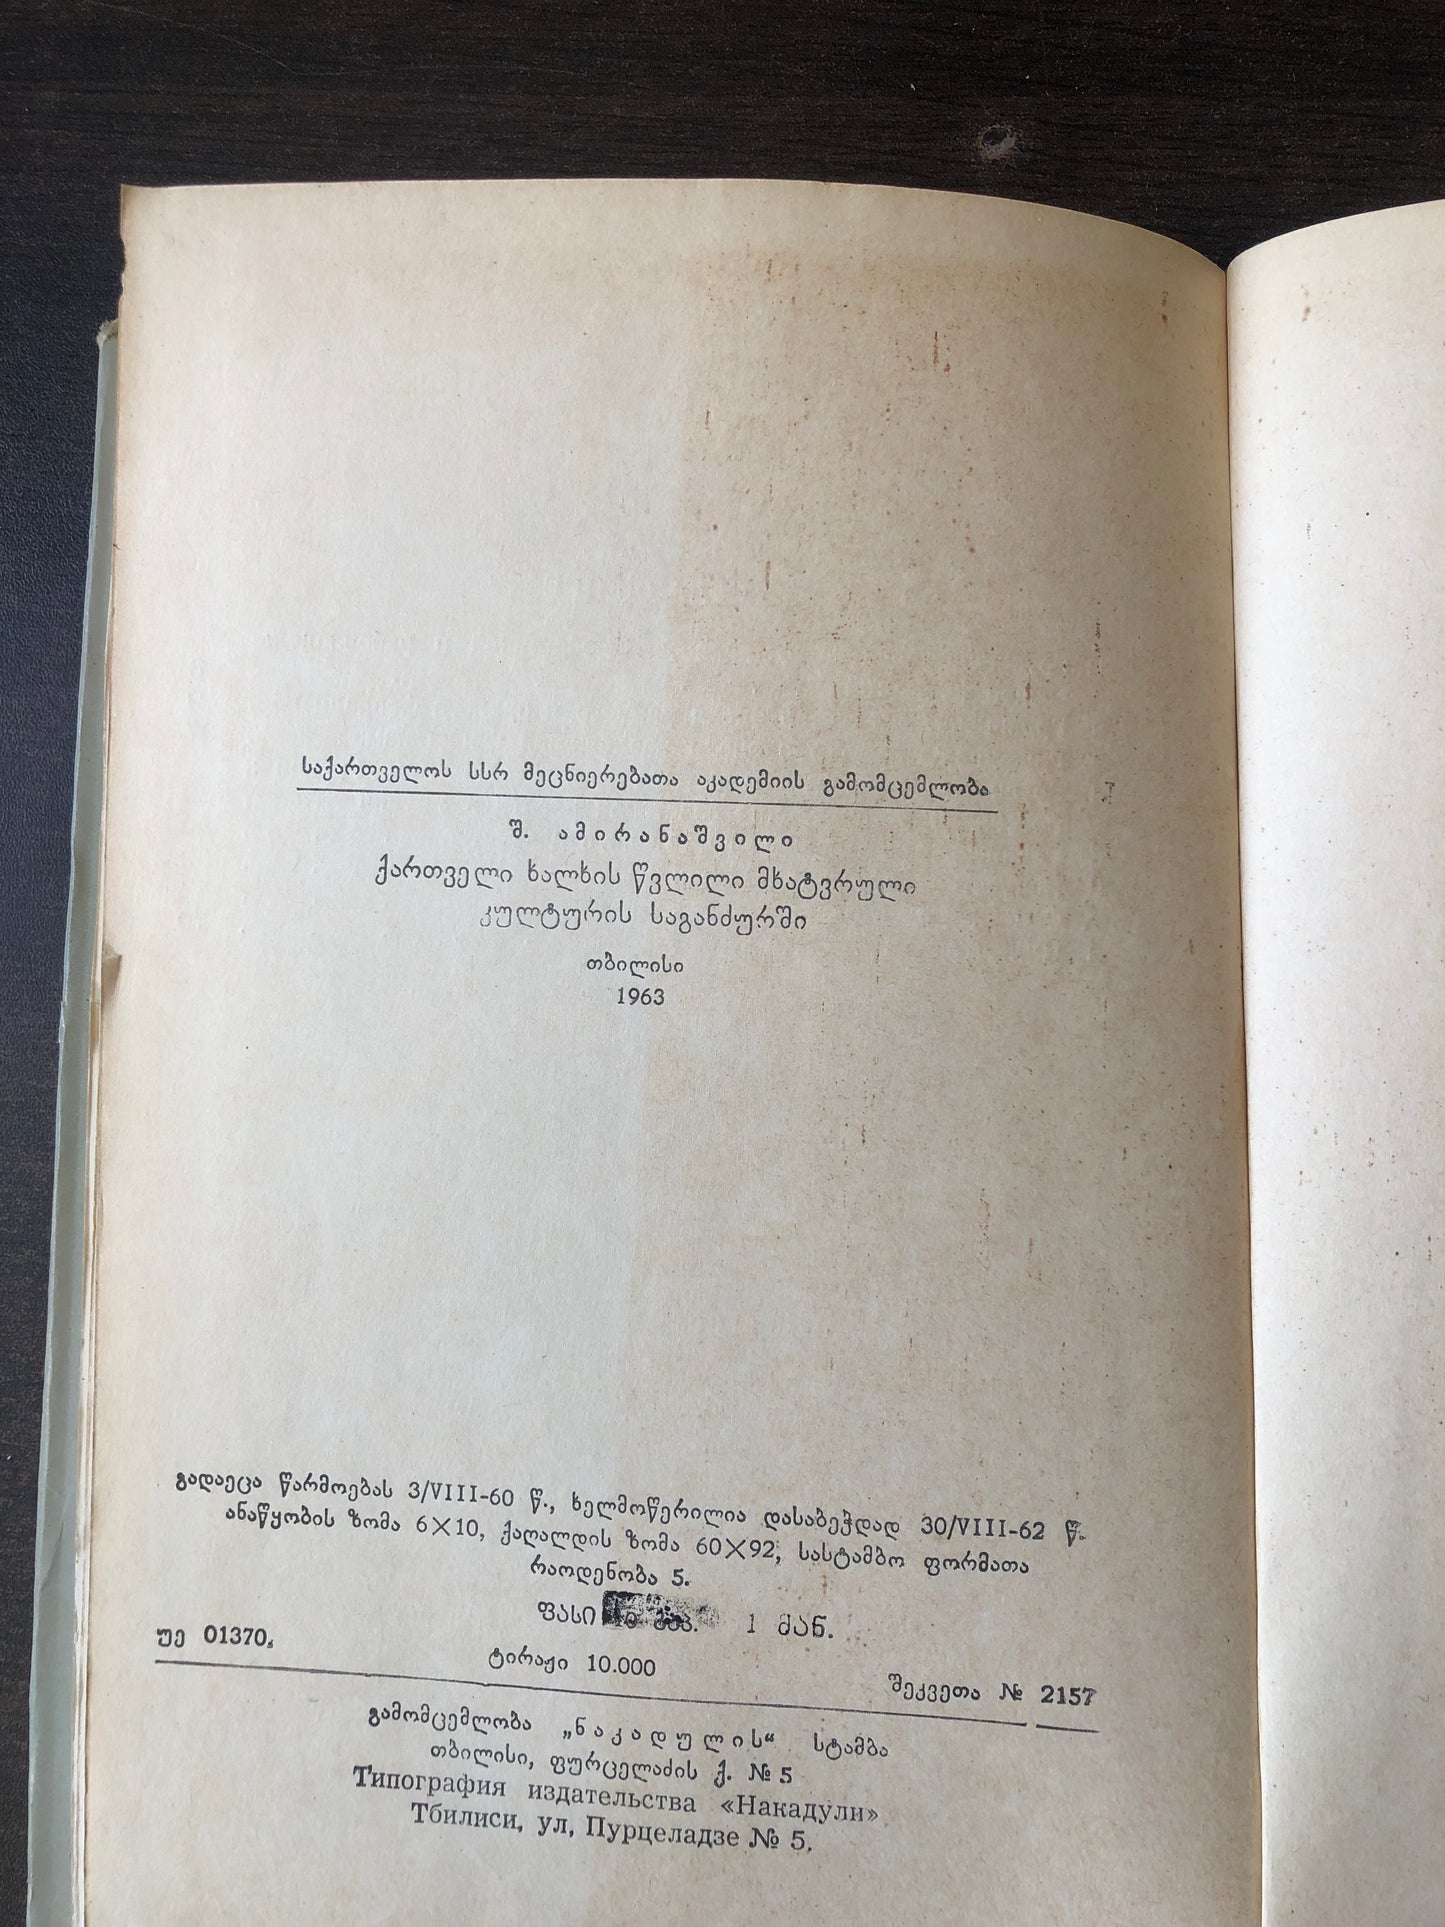 საქართველოს სსრ მეცნიერებათა აკადემიის გამომცემლობა
შ. ამირანაშვილი
ქართველი ხალხის წვლილი მხატვრული
კულტურის საგანძურში
თბილისი
1963
გადაეცა წარმოებას 3/VIII-60 წ., ხელმოწერილია დასაბეჭდად 30/VIII-62 წ.
ანაწყობის ზომა 6×10, ქაღალდის ზომა 60×92, სასტამბო ფორმათა
რაოდენობა 5.
ფასი 1 მან.
უე 01370.
ტირაჟი 10.000
შეკვეთა № 2157
გამომცემლობა „ნაკადულის“ სტამბა
თბილისი, ფურცელაძის ქ. № 5
Типография издательства «Накадули»
Тбилиси, ул, Пурцеладзе № 5.